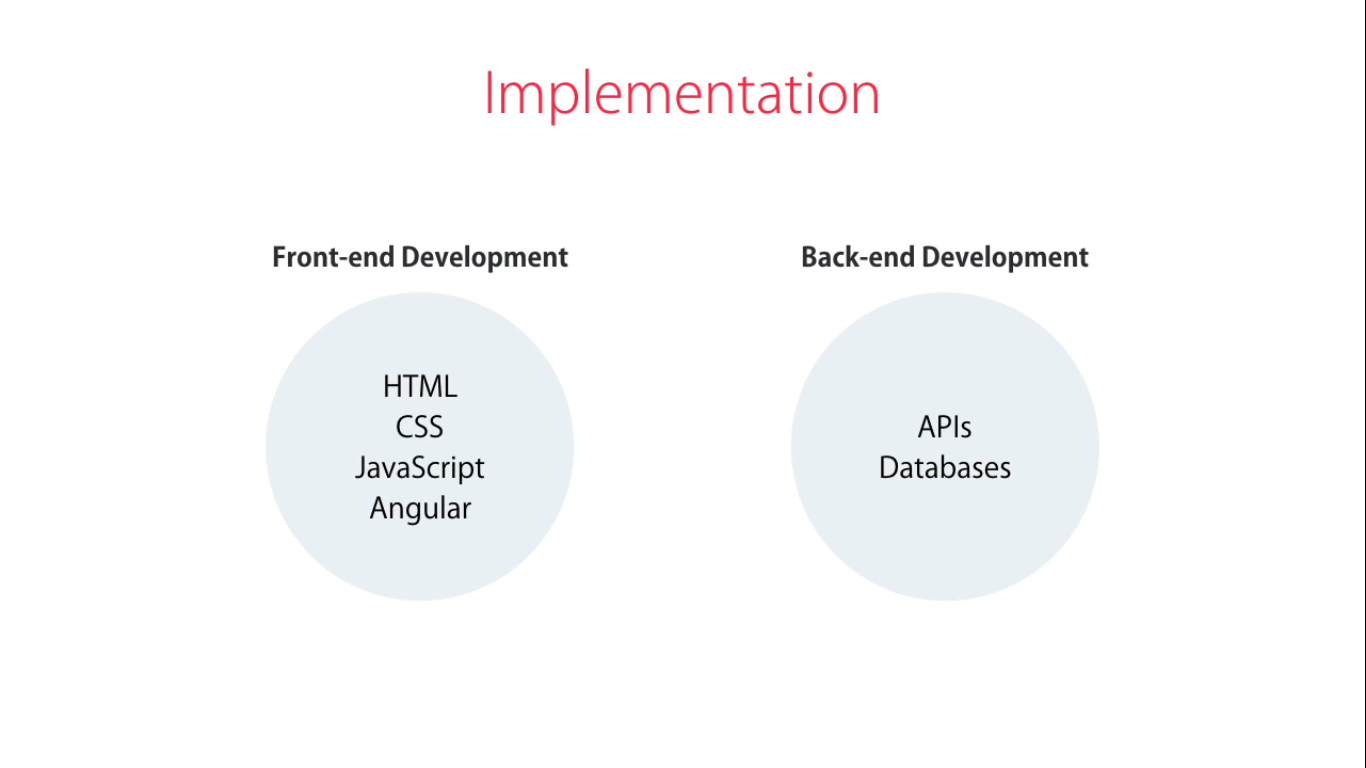 Implementation
Front-end Development
HTML
CSS
JavaScript
Angular
Back-end Development
APIs
Databases